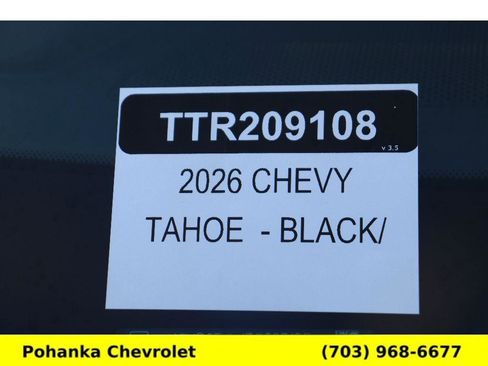 TTR209108
v 3.5
2026 CHEVY
TAHOE - BLACK/
Pohanka Chevrolet (703) 968-6677